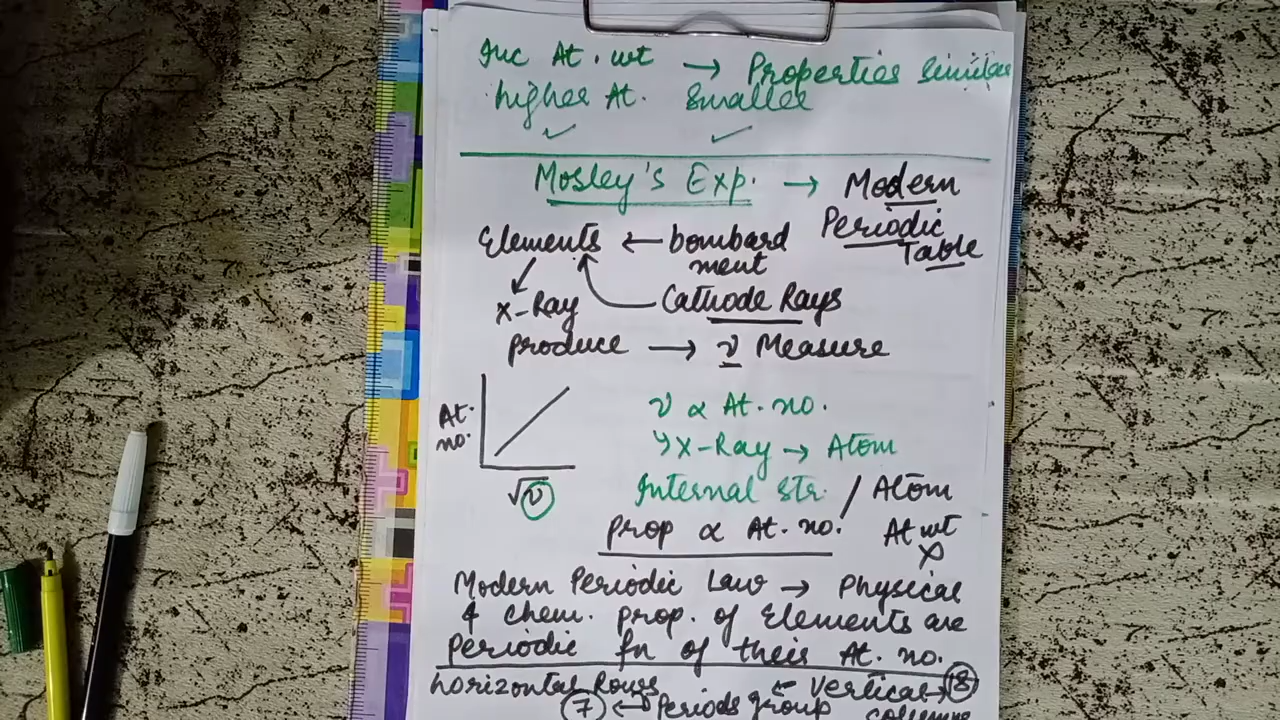 Inc At. wt → Properties similar
higher At. smaller
✓ ✓
Mosley's Exp. → Modern
Periodic
Table
Elements ← bombard
ment
X-Ray Cathode Rays
produce → ν Measure
At.
no.
√ν
ν ∝ At. no.
↳ X-Ray → Atom
Internal Str. / Atom
prop ∝ At. no. At wt
X
Modern Periodic Law → Physical
& chem. prop. of Elements are
Periodic fn of their At. no.
horizontal Rows ← Vertical → 18
7 ← Periods group columns